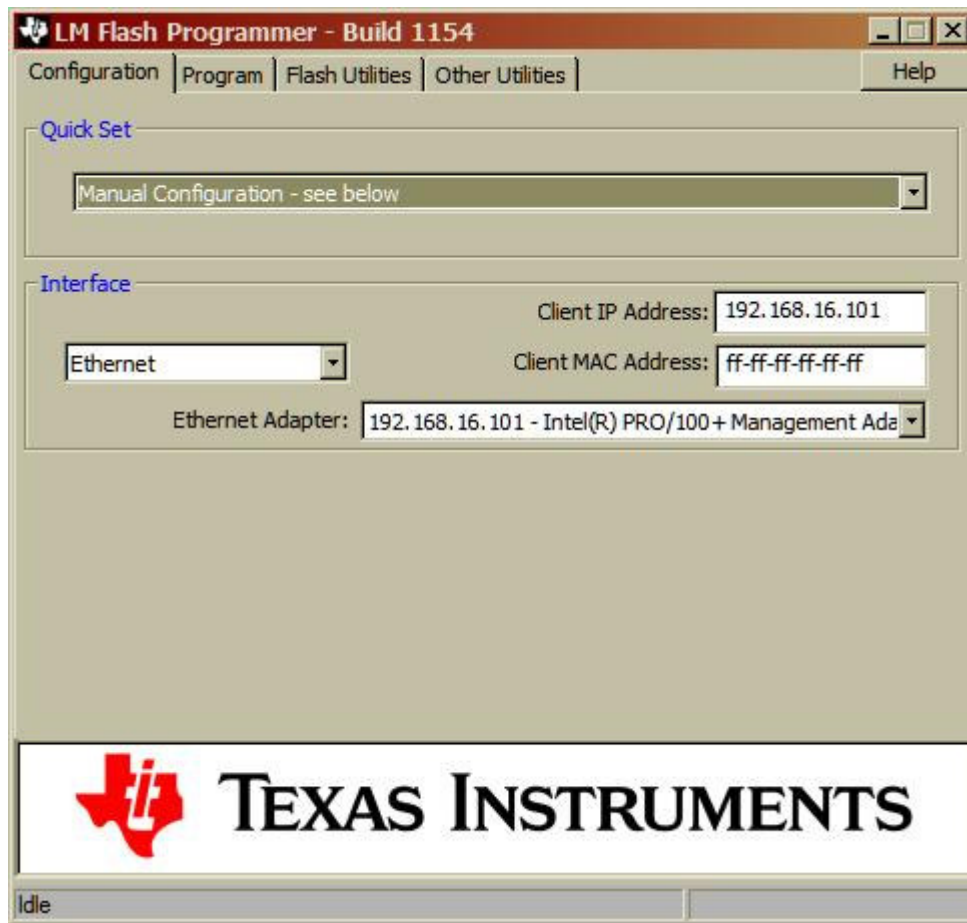 LM Flash Programmer - Build 1154
Configuration Program Flash Utilities Other Utilities Help
Quick Set
Manual Configuration - see below
Interface
Client IP Address: 192.168.16.101
Ethernet Client MAC Address: ff-ff-ff-ff-ff-ff
Ethernet Adapter: 192.168.16.101 - Intel(R) PRO/100+ Management Ada
TEXAS INSTRUMENTS
Idle